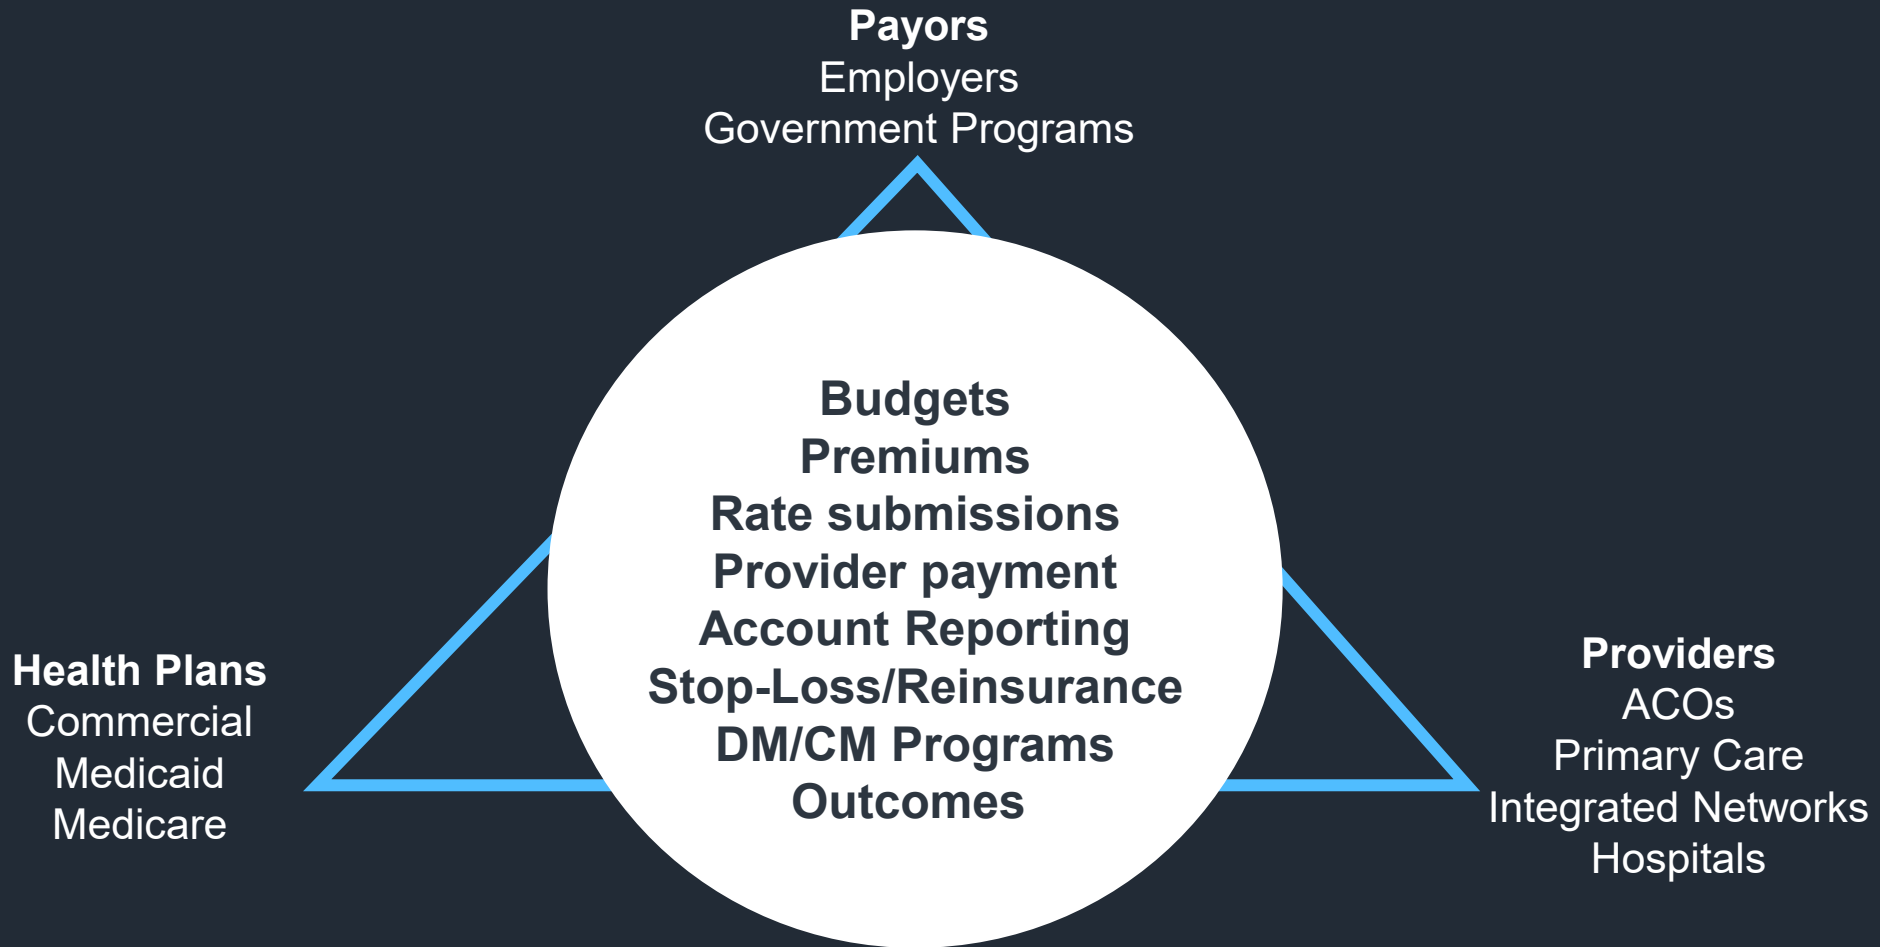 Payors
Employers
Government Programs
Budgets
Premiums
Rate submissions
Provider payment
Account Reporting
Stop-Loss/Reinsurance
DM/CM Programs
Outcomes
Health Plans
Commercial
Medicaid
Medicare
Providers
ACOs
Primary Care
Integrated Networks
Hospitals